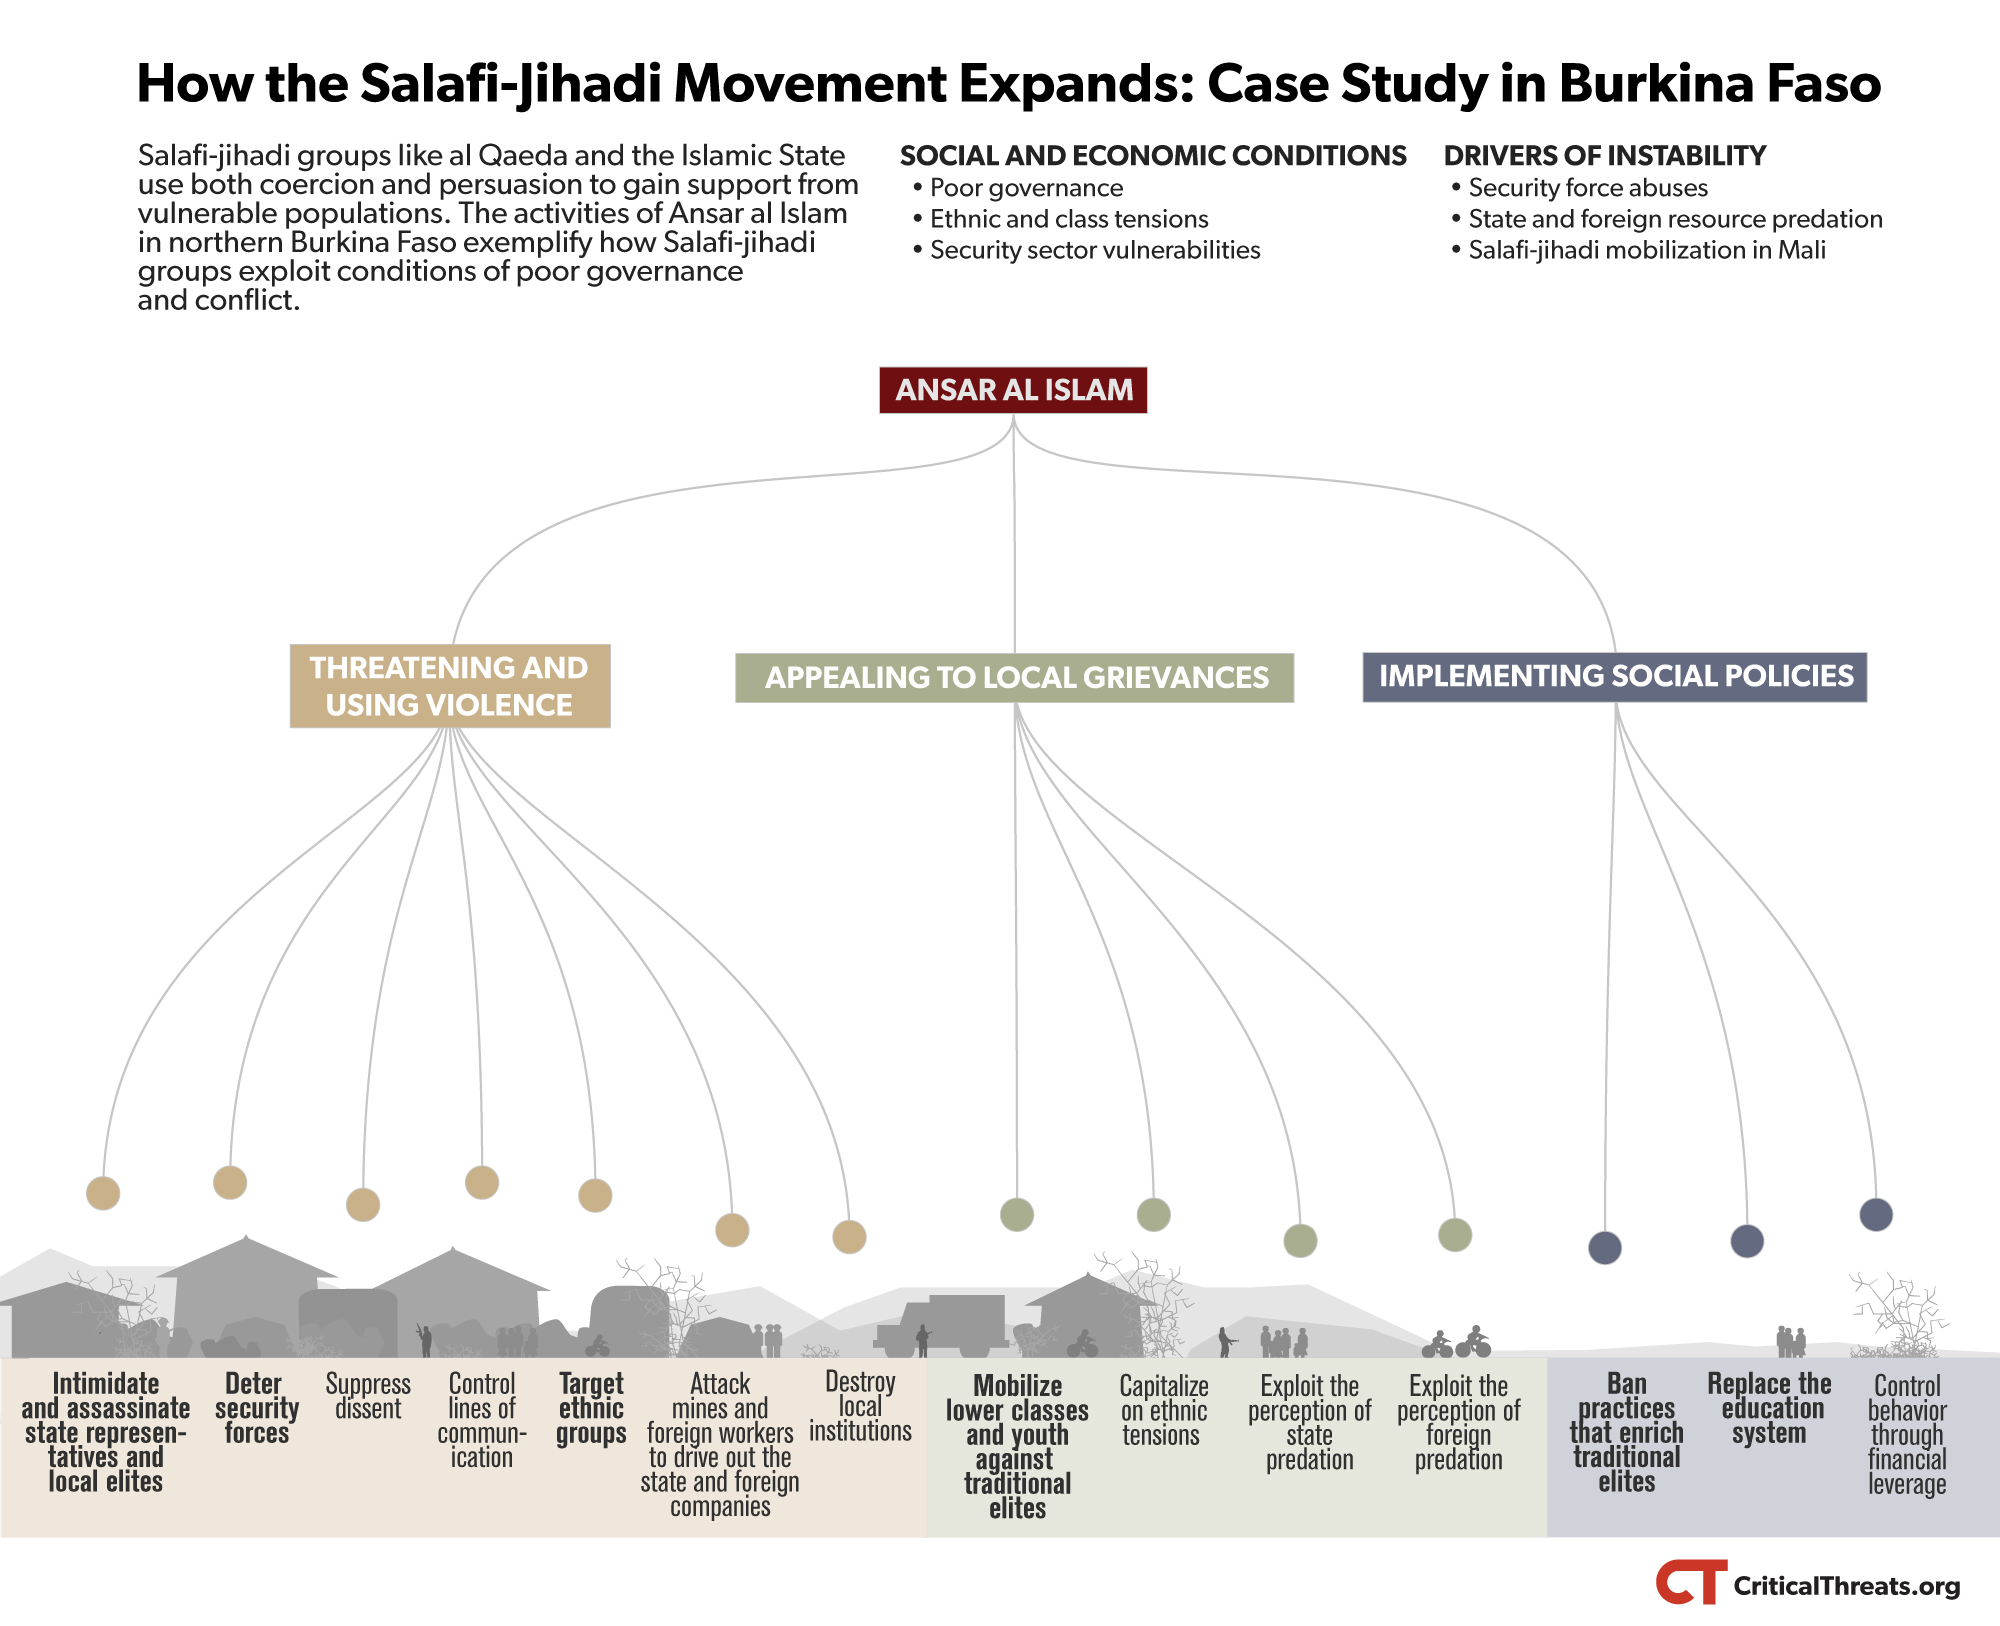 How the Salafi-Jihadi Movement Expands: Case Study in Burkina Faso
Salafi-jihadi groups like al Qaeda and the Islamic State
use both coercion and persuasion to gain support from
vulnerable populations. The activities of Ansar al Islam
in northern Burkina Faso exemplify how Salafi-jihadi
groups exploit conditions of poor governance
and conflict.
SOCIAL AND ECONOMIC CONDITIONS
• Poor governance
• Ethnic and class tensions
• Security sector vulnerabilities
DRIVERS OF INSTABILITY
• Security force abuses
• State and foreign resource predation
• Salafi-jihadi mobilization in Mali
ANSAR AL ISLAM
THREATENING AND
USING VIOLENCE
APPEALING TO LOCAL GRIEVANCES
IMPLEMENTING SOCIAL POLICIES
Intimidate
and assassinate
state represen-
tatives and
local elites
Deter
security
forces
Suppress
dissent
Control
lines of
commun-
ication
Target
ethnic
groups
Attack
mines and
foreign workers
to drive out the
state and foreign
companies
Destroy
local
institutions
Mobilize
lower classes
and youth
against
traditional
elites
Capitalize
on ethnic
tensions
Exploit the
perception of
state
predation
Exploit the
perception of
foreign
predation
Ban
practices
that enrich
traditional
elites
Replace the
education
system
Control
behavior
through
financial
leverage
CT CriticalThreats.org